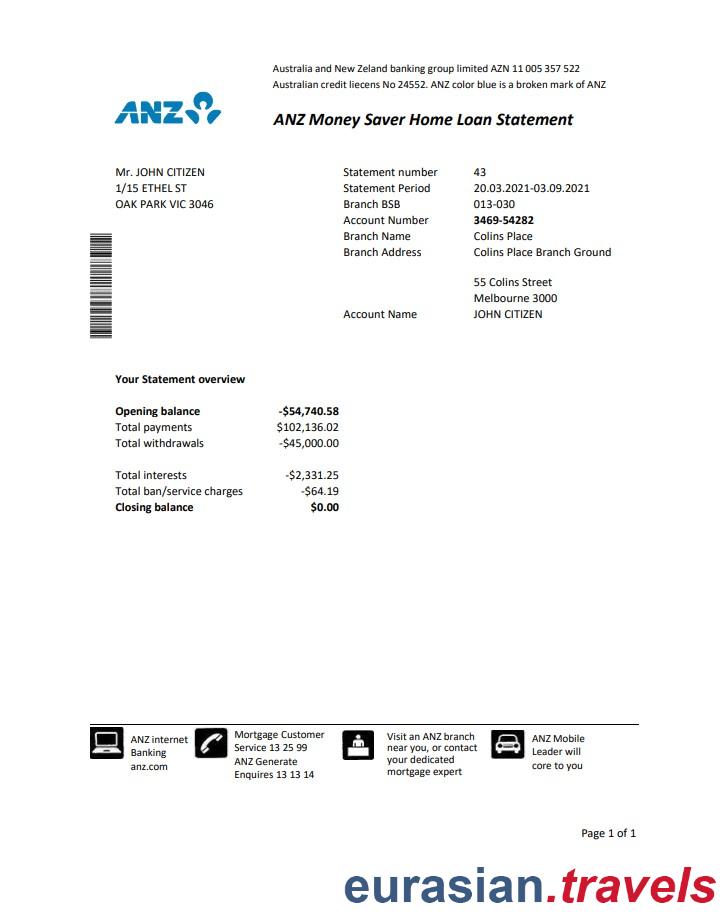 Australia and New Zeland banking group limited AZN 11 005 357 522
Australian credit liecens No 24552. ANZ color blue is a broken mark of ANZ
ANZ
ANZ Money Saver Home Loan Statement
Mr. JOHN CITIZEN
1/15 ETHEL ST
OAK PARK VIC 3046
Statement number 43
Statement Period 20.03.2021-03.09.2021
Branch BSB 013-030
Account Number 3469-54282
Branch Name Colins Place
Branch Address Colins Place Branch Ground
55 Colins Street
Melbourne 3000
Account Name JOHN CITIZEN
Your Statement overview
Opening balance -$54,740.58
Total payments $102,136.02
Total withdrawals -$45,000.00
Total interests -$2,331.25
Total ban/service charges -$64.19
Closing balance $0.00
ANZ internet
Banking
anz.com
Mortgage Customer
Service 13 25 99
ANZ Generate
Enquires 13 13 14
Visit an ANZ branch
near you, or contact
your dedicated
mortgage expert
ANZ Mobile
Leader will
core to you
Page 1 of 1
eurasian.travels